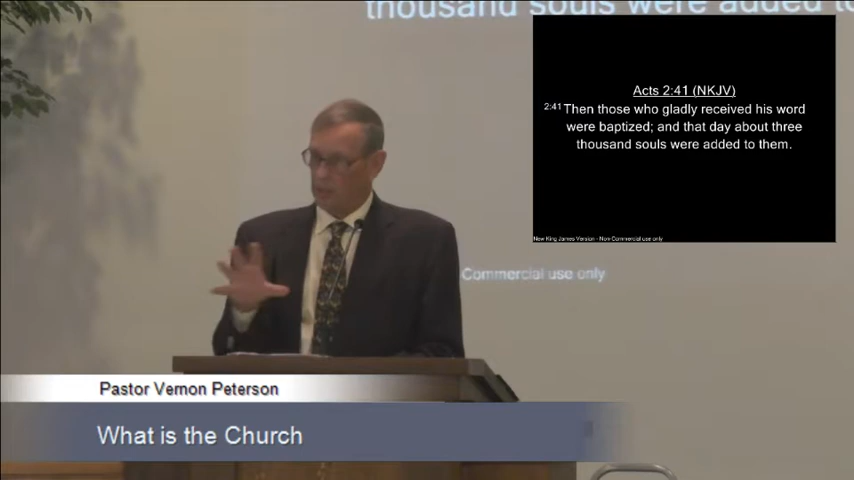 thousand souls were added to
Acts 2:41 (NKJV)
2:41 Then those who gladly received his word
were baptized; and that day about three
thousand souls were added to them.
New King James Version - Non-Commercial use only
Commercial use only
Pastor Vernon Peterson
What is the Church